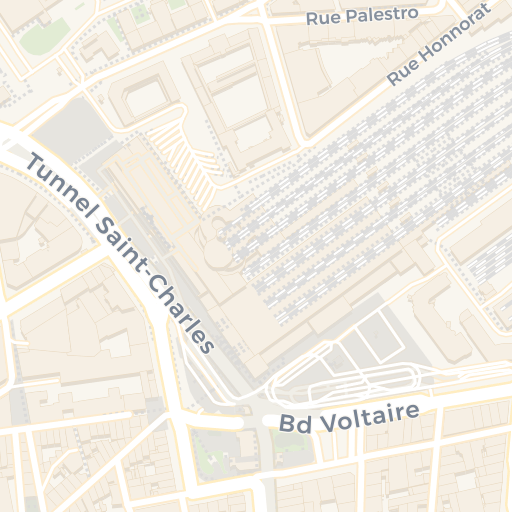 Rue Palestro
Rue Honnorat
Tunnel Saint-Charles
Bd Voltaire